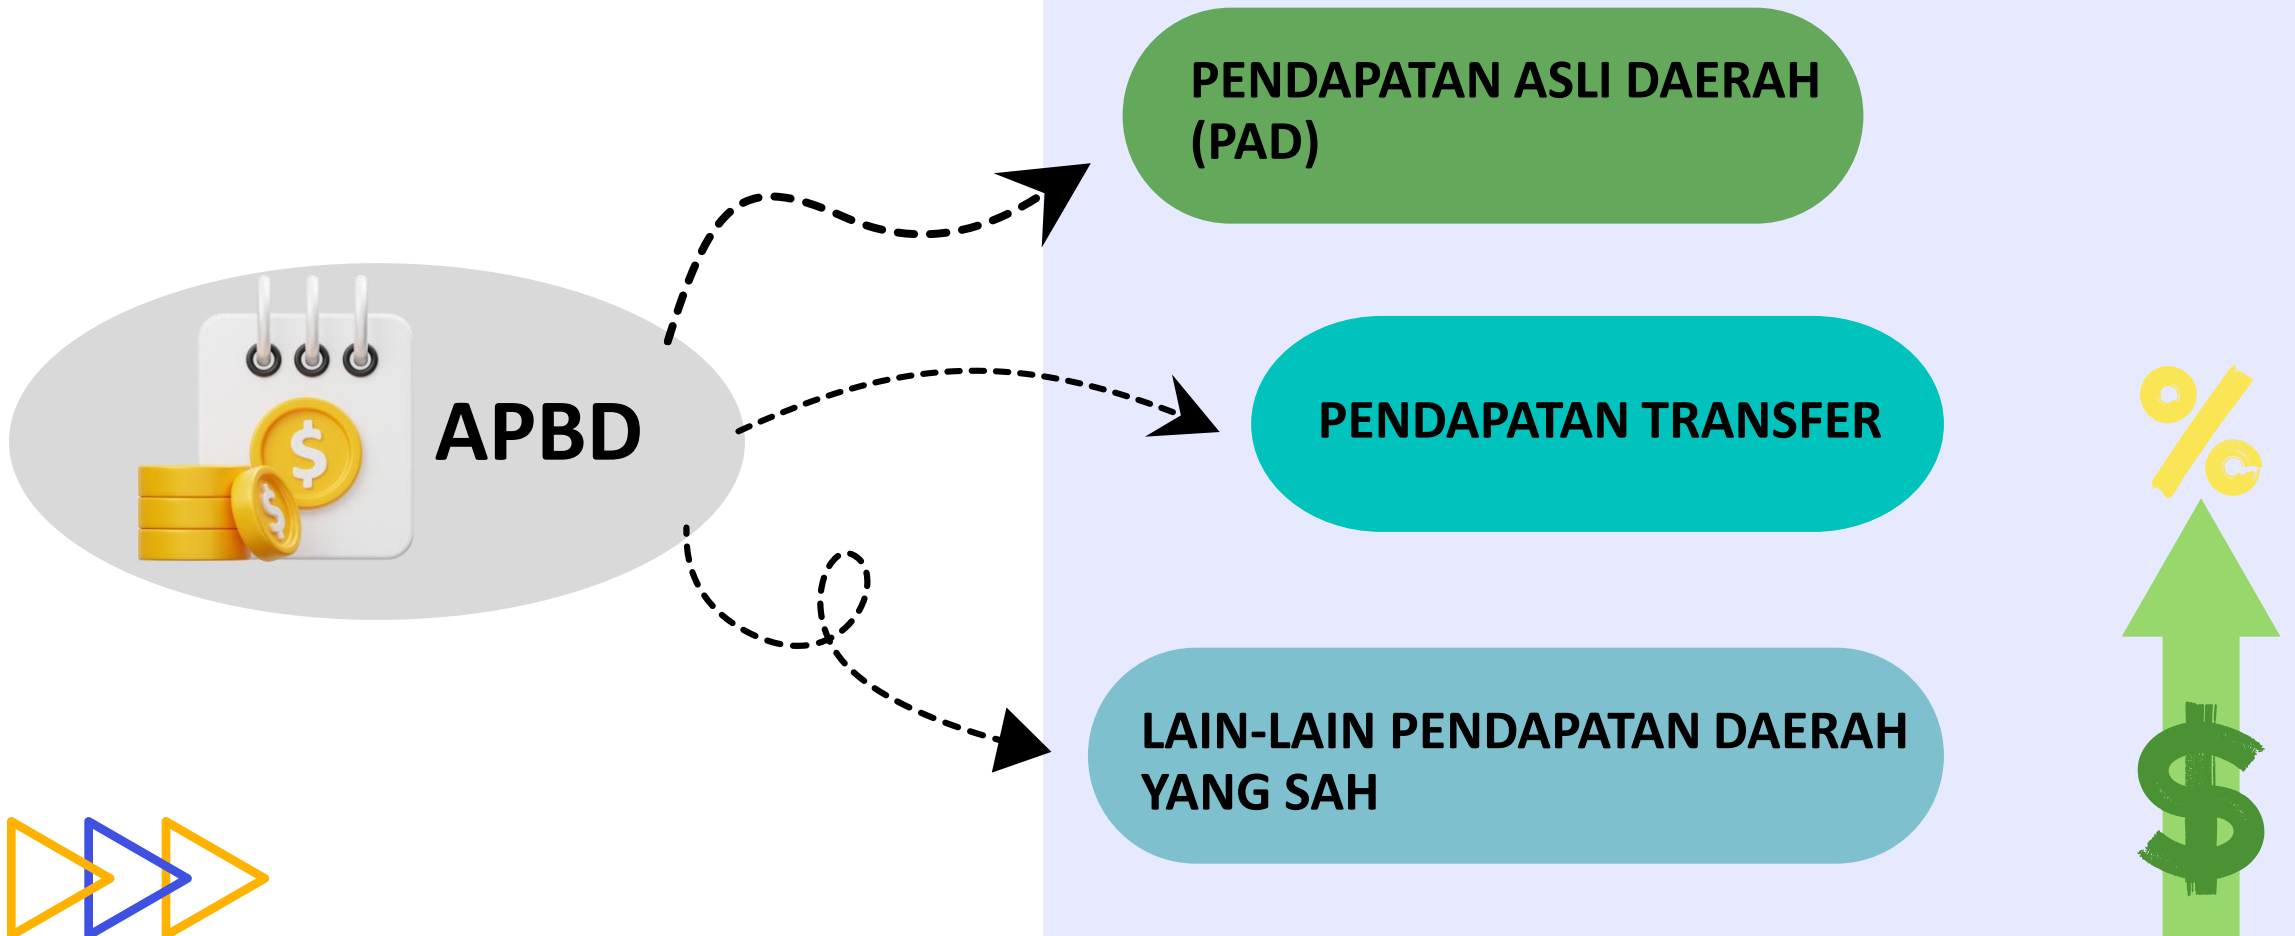 PENDAPATAN ASLI DAERAH
(PAD)
APBD
PENDAPATAN TRANSFER
LAIN-LAIN PENDAPATAN DAERAH
YANG SAH